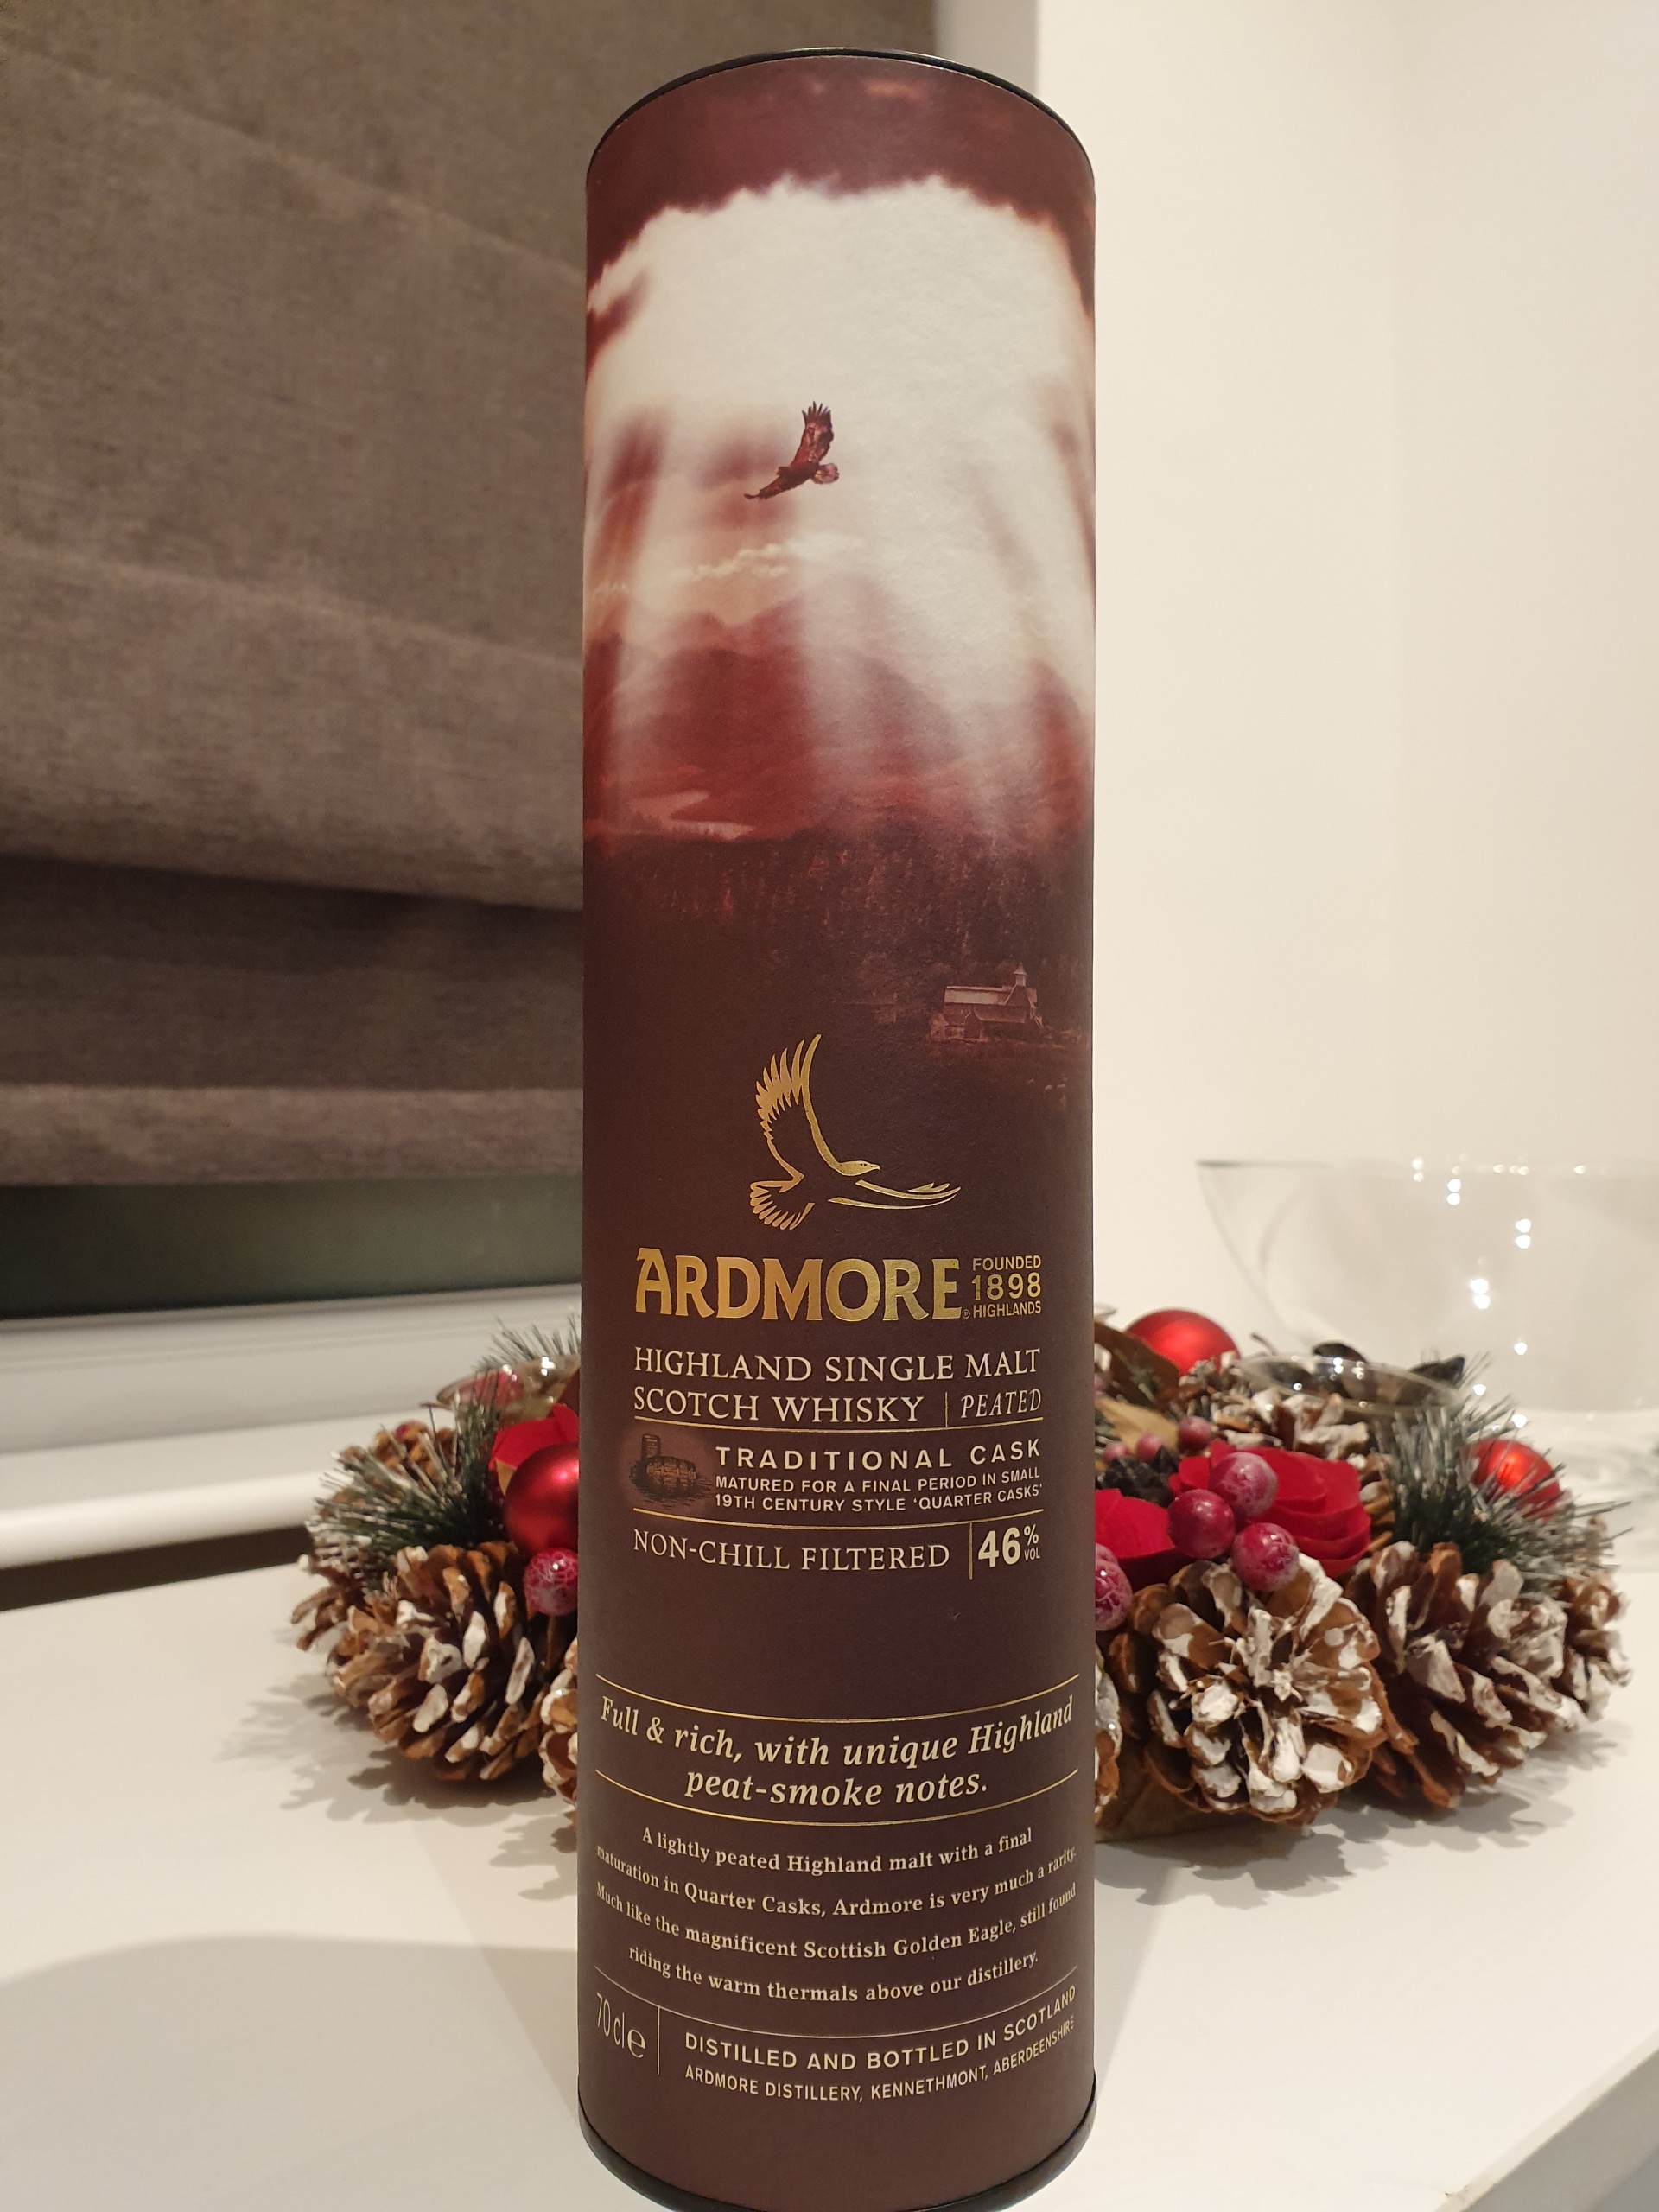 ARDMORE
FOUNDED
1898
HIGHLANDS
HIGHLAND SINGLE MALT
SCOTCH WHISKY | PEATED
TRADITIONAL CASK
MATURED FOR A FINAL PERIOD IN SMALL
19TH CENTURY STYLE 'QUARTER CASKS'
NON-CHILL FILTERED | 46% VOL
Full & rich, with unique Highland
peat-smoke notes.
A lightly peated Highland malt with a final
maturation in Quarter Casks, Ardmore is very much a rarity.
Much like the magnificent Scottish Golden Eagle, still found
riding the warm thermals above our distillery.
70cl e
DISTILLED AND BOTTLED IN SCOTLAND
ARDMORE DISTILLERY, KENNETHMONT, ABERDEENSHIRE